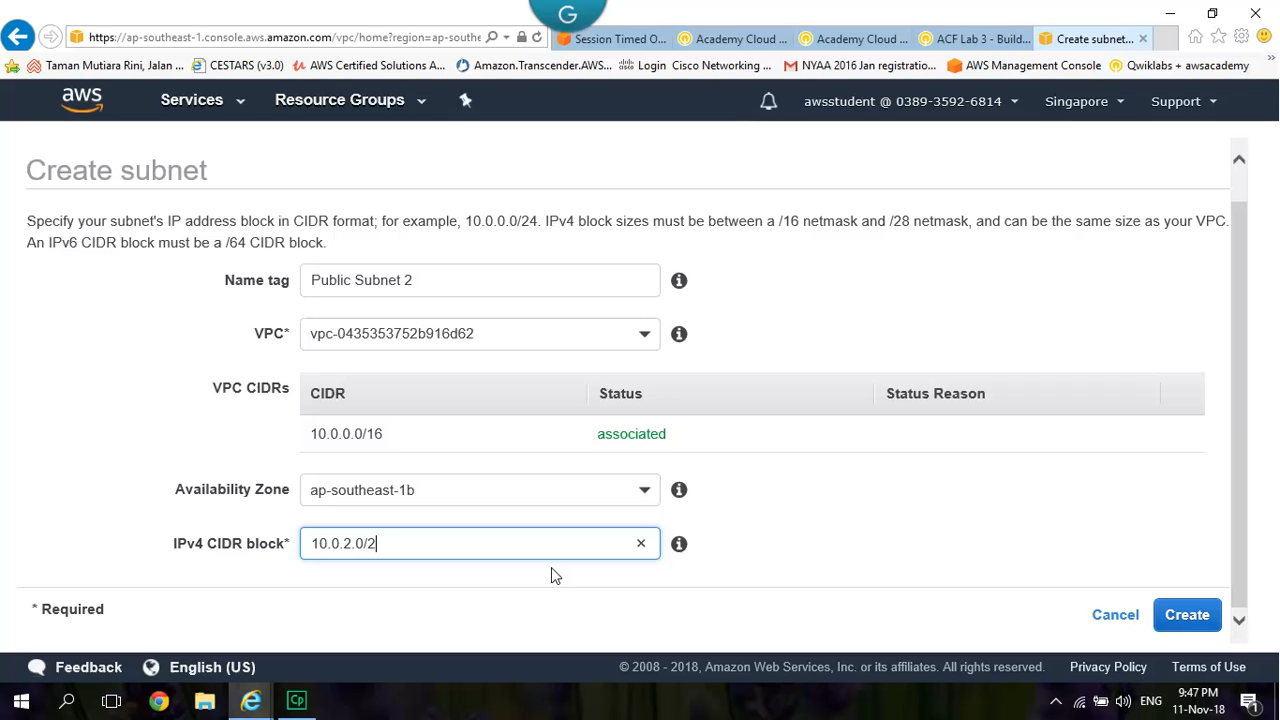 G
https://ap-southeast-1.console.aws.amazon.com/vpc/home?region=ap-southe
Session Timed O...
Academy Cloud ...
Academy Cloud ...
ACF Lab 3 - Build...
Create subnet...
Taman Mutiara Rini, Jalan ...
CESTARS (v3.0)
AWS Certified Solutions A...
Amazon.Transcender.AWS...
Login Cisco Networking ...
NYAA 2016 Jan registratio...
AWS Management Console
Qwiklabs + awsacademy
aws
Services
Resource Groups
awsstudent @ 0389-3592-6814
Singapore
Support
Create subnet
Specify your subnet's IP address block in CIDR format; for example, 10.0.0.0/24. IPv4 block sizes must be between a /16 netmask and /28 netmask, and can be the same size as your VPC.
An IPv6 CIDR block must be a /64 CIDR block.
Name tag Public Subnet 2
VPC* vpc-0435353752b916d62
VPC CIDRs CIDR Status Status Reason
10.0.0.0/16 associated
Availability Zone ap-southeast-1b
IPv4 CIDR block* 10.0.2.0/2
* Required
Cancel Create
Feedback English (US) © 2008 - 2018, Amazon Web Services, Inc. or its affiliates. All rights reserved. Privacy Policy Terms of Use
Cp
ENG
9:47 PM
11-Nov-18
1